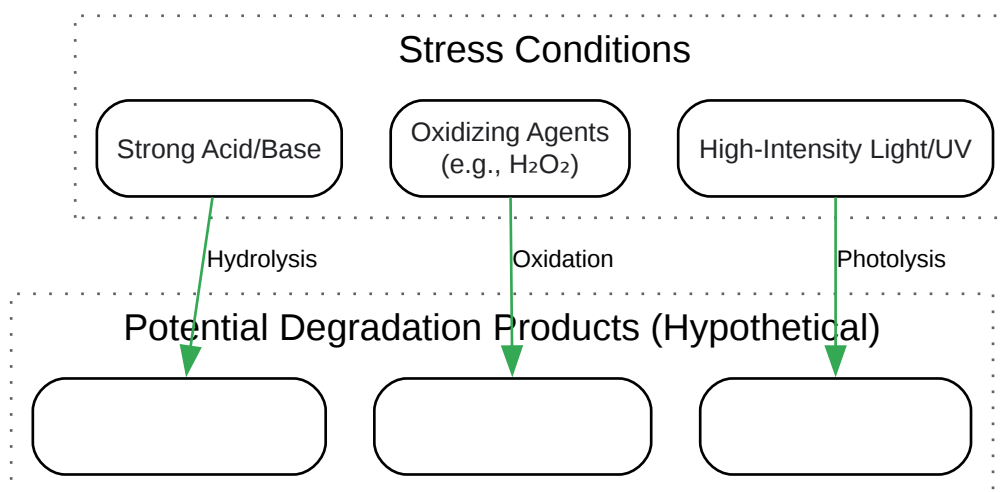 Stress Conditions
Strong Acid/Base
Oxidizing Agents
(e.g., H₂O₂)
High-Intensity Light/UV
Hydrolysis
Oxidation
Photolysis
Potential Degradation Products (Hypothetical)